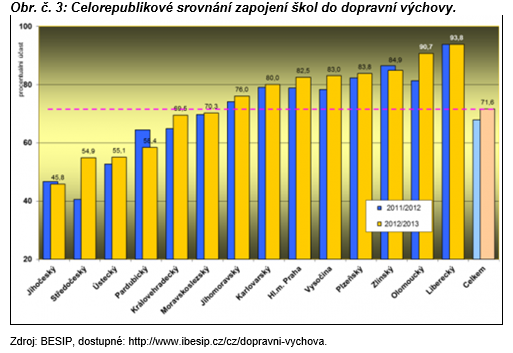 Obr. č. 3: Celorepublikové srovnání zapojení škol do dopravní výchovy.
procentuální účast
100
80
60
40
20
45,8
54,9
55,1
58,4
69,5
70,3
76,0
80,0
82,5
83,0
83,8
84,9
90,7
93,8
71,6
2011/2012
2012/2013
Jihočeský
Středočeský
Ústecký
Pardubický
Královehradecký
Moravskoslezský
Jihomoravský
Karlovarský
Hl.m. Praha
Vysočina
Plzeňský
Zlínský
Olomoucký
Liberecký
Celkem
Zdroj: BESIP, dostupné: http://www.ibesip.cz/cz/dopravni-vychova.